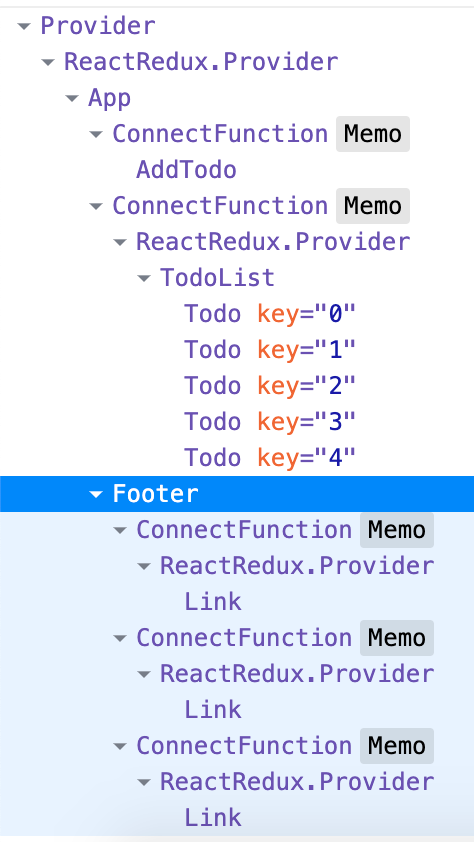 Provider
ReactRedux.Provider
App
ConnectFunction Memo
AddTodo
ConnectFunction Memo
ReactRedux.Provider
TodoList
Todo key="0"
Todo key="1"
Todo key="2"
Todo key="3"
Todo key="4"
Footer
ConnectFunction Memo
ReactRedux.Provider
Link
ConnectFunction Memo
ReactRedux.Provider
Link
ConnectFunction Memo
ReactRedux.Provider
Link